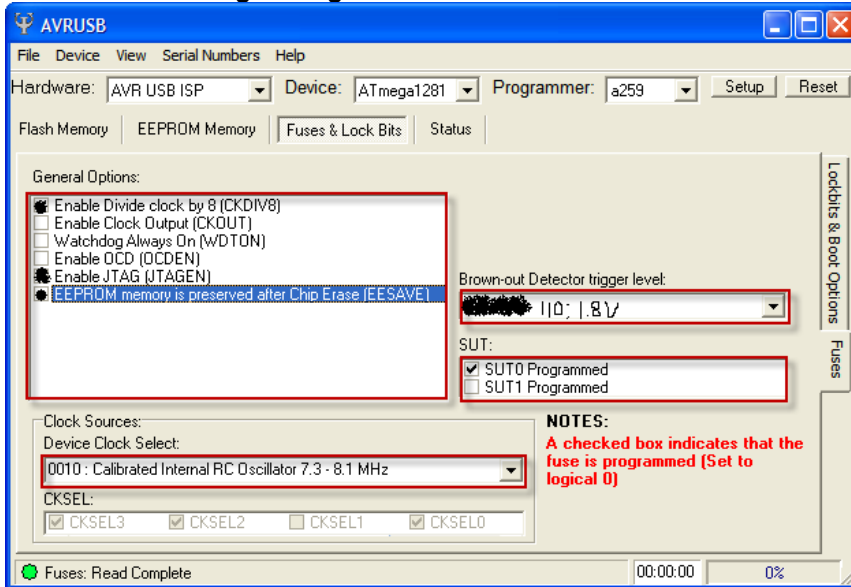 AVRUSB
File Device View Serial Numbers Help
Hardware: AVR USB ISP Device: ATmega1281 Programmer: a259 Setup Reset
Flash Memory EEPROM Memory Fuses & Lock Bits Status
General Options:
Enable Divide clock by 8 (CKDIV8)
Enable Clock Output (CKOUT)
Watchdog Always On (WDTON)
Enable OCD (OCDEN)
Enable JTAG (JTAGEN)
EEPROM memory is preserved after Chip Erase (EESAVE)
Brown-out Detector trigger level:
110; 1.8V
SUT:
SUT0 Programmed
SUT1 Programmed
Clock Sources:
Device Clock Select:
0010 : Calibrated Internal RC Oscillator 7.3 - 8.1 MHz
CKSEL:
CKSEL3 CKSEL2 CKSEL1 CKSEL0
NOTES:
A checked box indicates that the
fuse is programmed (Set to
logical 0)
Lockbits & Boot Options
Fuses
Fuses: Read Complete 00:00:00 0%